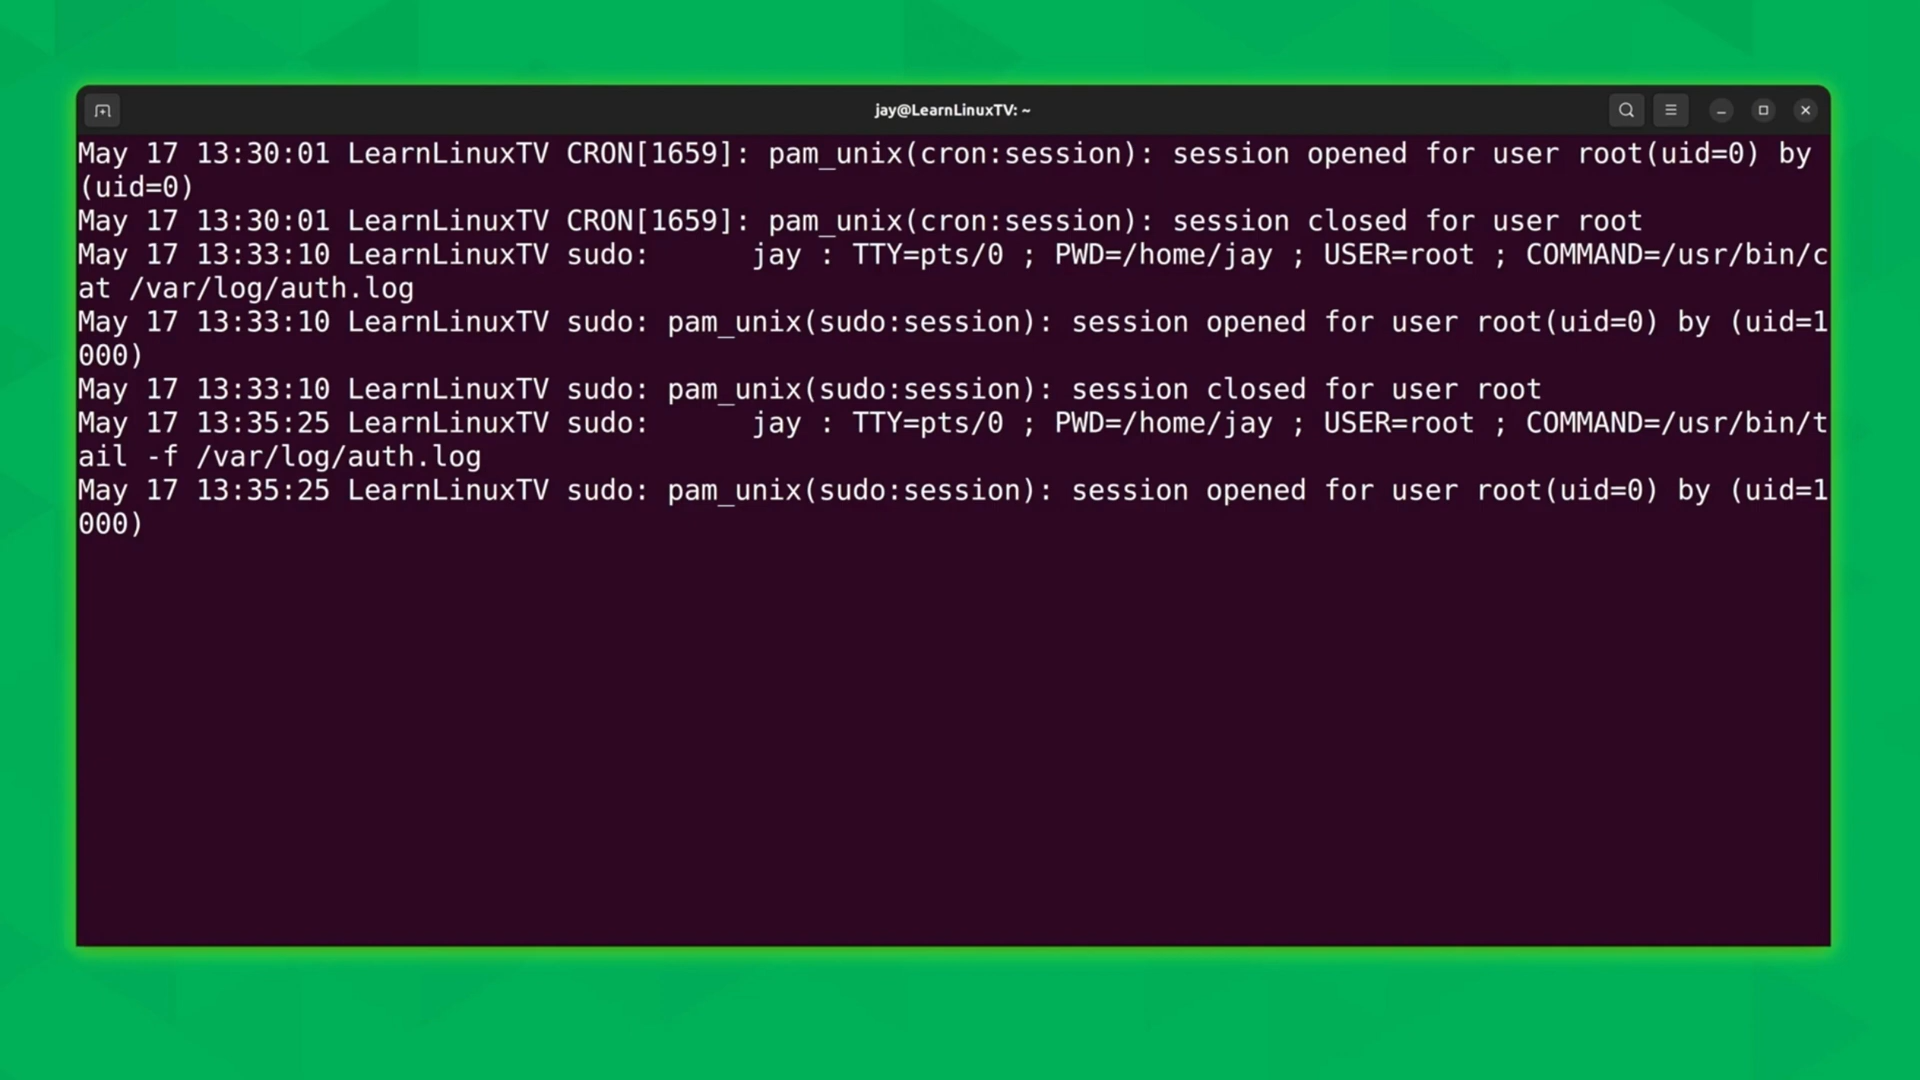 jay@LearnLinuxTV: ~
May 17 13:30:01 LearnLinuxTV CRON[1659]: pam_unix(cron:session): session opened for user root(uid=0) by
(uid=0)
May 17 13:30:01 LearnLinuxTV CRON[1659]: pam_unix(cron:session): session closed for user root
May 17 13:33:10 LearnLinuxTV sudo:      jay : TTY=pts/0 ; PWD=/home/jay ; USER=root ; COMMAND=/usr/bin/c
at /var/log/auth.log
May 17 13:33:10 LearnLinuxTV sudo: pam_unix(sudo:session): session opened for user root(uid=0) by (uid=1
000)
May 17 13:33:10 LearnLinuxTV sudo: pam_unix(sudo:session): session closed for user root
May 17 13:35:25 LearnLinuxTV sudo:      jay : TTY=pts/0 ; PWD=/home/jay ; USER=root ; COMMAND=/usr/bin/t
ail -f /var/log/auth.log
May 17 13:35:25 LearnLinuxTV sudo: pam_unix(sudo:session): session opened for user root(uid=0) by (uid=1
000)